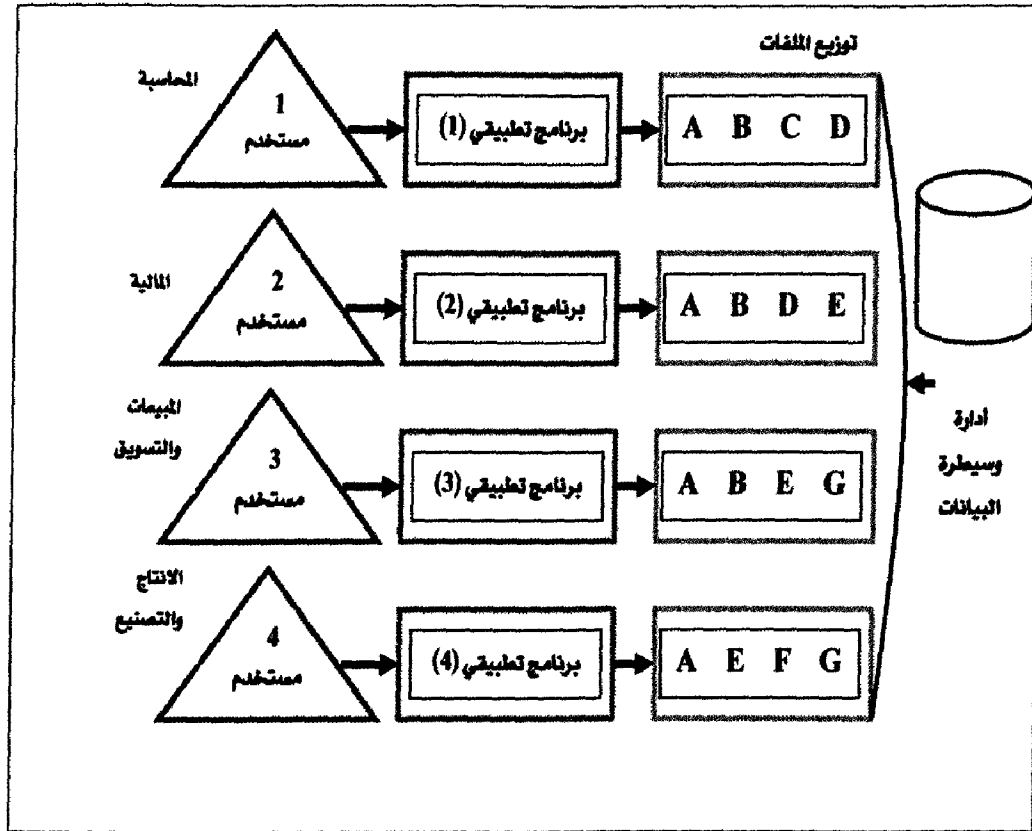 توزيع الملفات
المحاسبة
1
مستخدم
برنامج تطبيقي (1)
A B C D
المالية
2
مستخدم
برنامج تطبيقي (2)
A B D E
المبيعات
والتسويق
3
مستخدم
برنامج تطبيقي (3)
A B E G
الانتاج
والتصنيع
4
مستخدم
برنامج تطبيقي (4)
A E F G
أدارة
وسيطرة
البيانات